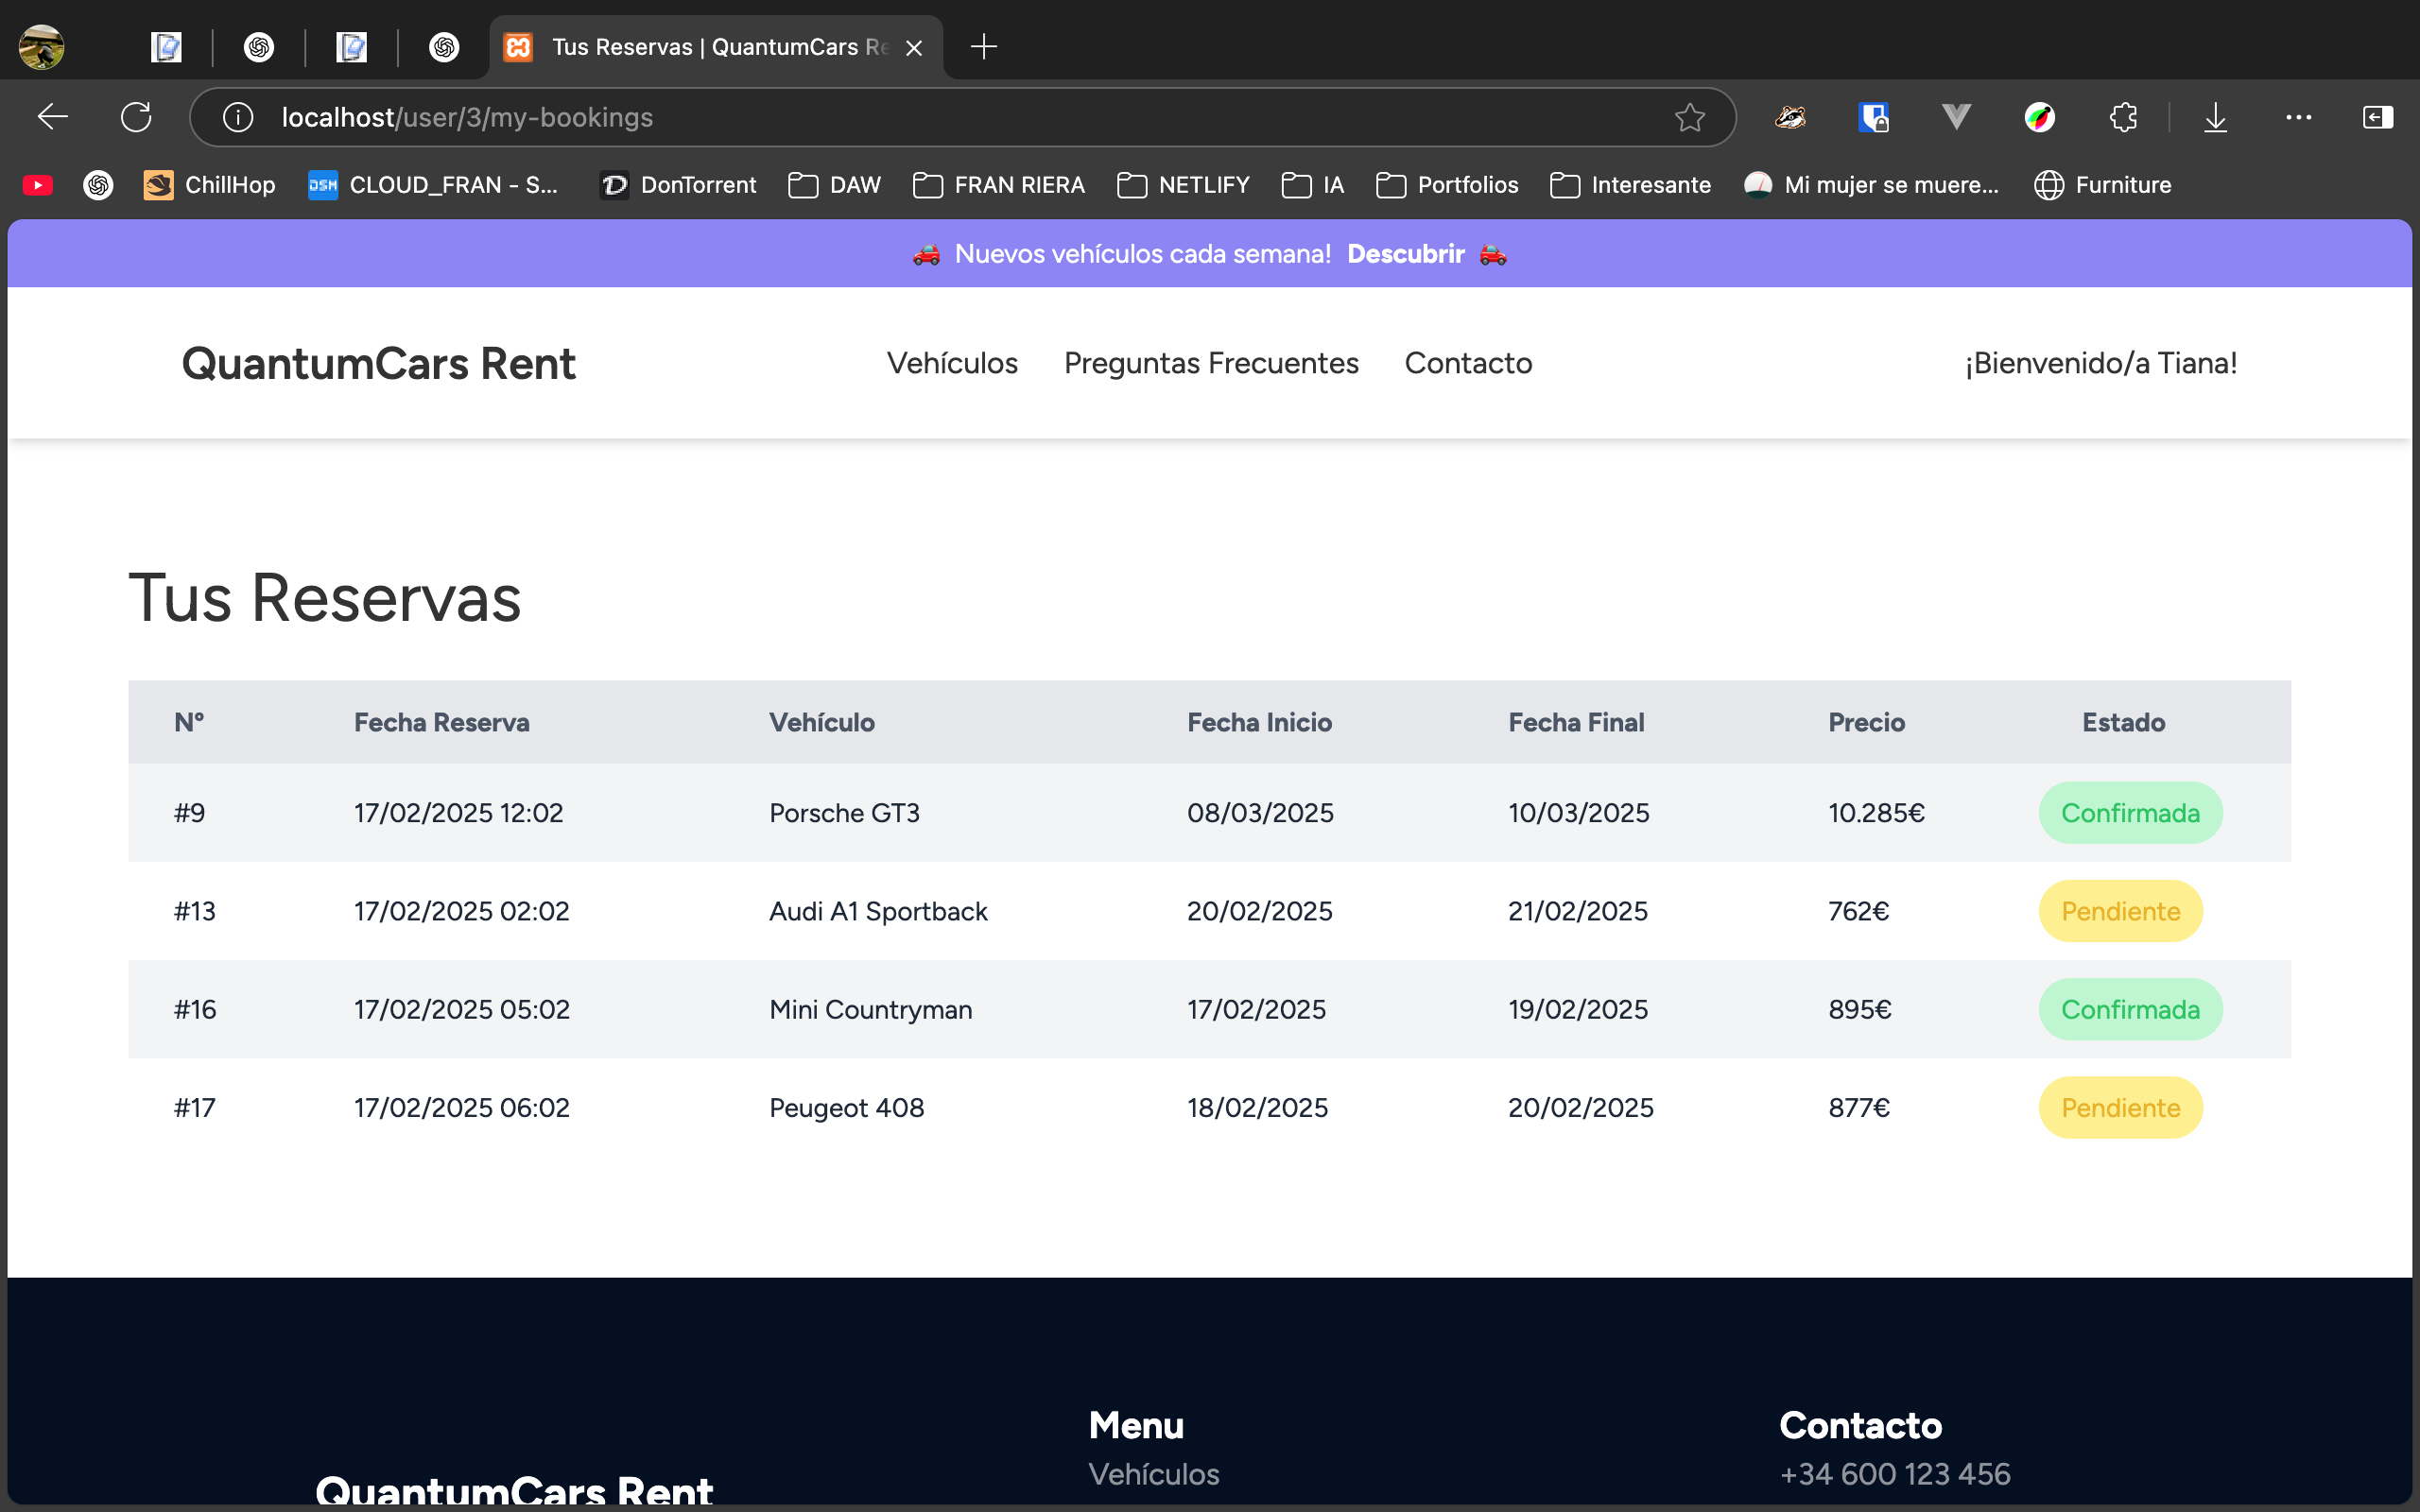 Tus Reservas | QuantumCars Re
localhost/user/3/my-bookings
ChillHop
DSM CLOUD_FRAN - S...
DonTorrent
DAW
FRAN RIERA
NETLIFY
IA
Portfolios
Interesante
Mi mujer se muere...
Furniture
🚗 Nuevos vehículos cada semana! Descubrir 🚗
QuantumCars Rent
Vehículos Preguntas Frecuentes Contacto
¡Bienvenido/a Tiana!
Tus Reservas
Nº Fecha Reserva Vehículo Fecha Inicio Fecha Final Precio Estado
#9 17/02/2025 12:02 Porsche GT3 08/03/2025 10/03/2025 10.285€ Confirmada
#13 17/02/2025 02:02 Audi A1 Sportback 20/02/2025 21/02/2025 762€ Pendiente
#16 17/02/2025 05:02 Mini Countryman 17/02/2025 19/02/2025 895€ Confirmada
#17 17/02/2025 06:02 Peugeot 408 18/02/2025 20/02/2025 877€ Pendiente
Menu
Contacto
Vehículos
+34 600 123 456
QuantumCars Rent